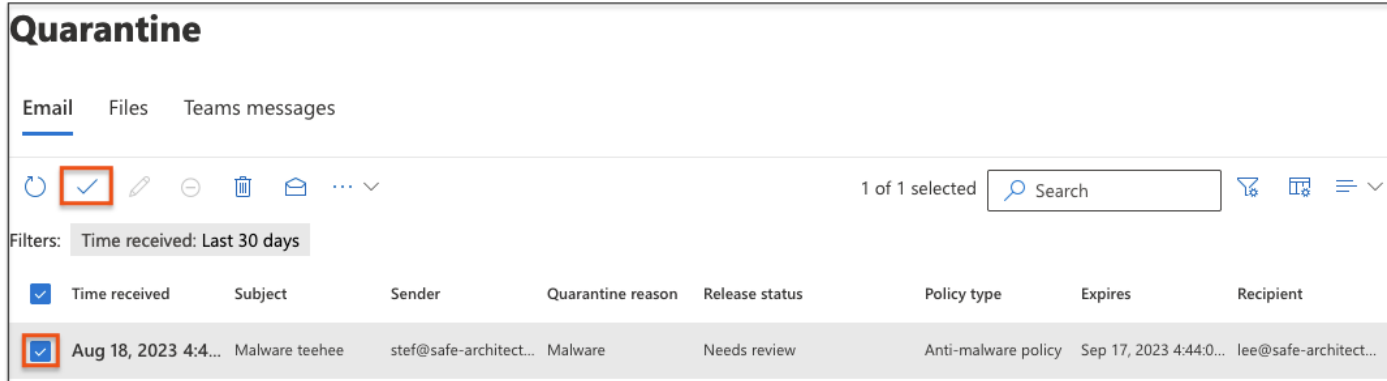 Quarantine
Email Files Teams messages
1 of 1 selected Search
Filters: Time received: Last 30 days
Time received Subject Sender Quarantine reason Release status Policy type Expires Recipient
Aug 18, 2023 4:4... Malware teehee stef@safe-architect... Malware Needs review Anti-malware policy Sep 17, 2023 4:44:0... lee@safe-architect...